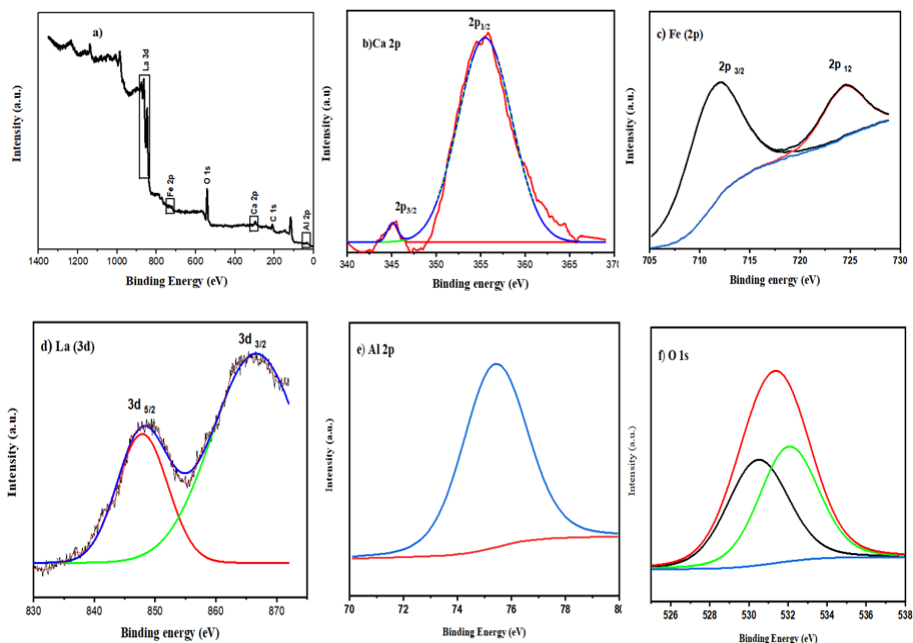 a)
La 3d
Fe 2p
O 1s
Ca 2p
C 1s
Al 2p
Intensity (a.u.)
1400 1200 1000 800 600 400 200 0
Binding Energy (eV)
b)Ca 2p
2p1/2
2p3/2
Intensity (a.u)
340 345 350 355 360 365 370
Binding energy (eV)
c) Fe (2p)
2p 3/2
2p 12
Intensity (a.u.)
705 710 715 720 725 730
Binding energy (eV)
d) La (3d)
3d 5/2
3d 3/2
Intensity (a.u.)
830 840 850 860 870
Binding energy (eV)
e) Al 2p
Intensity (a.u.)
70 72 74 76 78 80
Binding Energy (eV)
f) O 1s
Intensity (a.u.)
526 528 530 532 534 536 538
Binding Energy (eV)